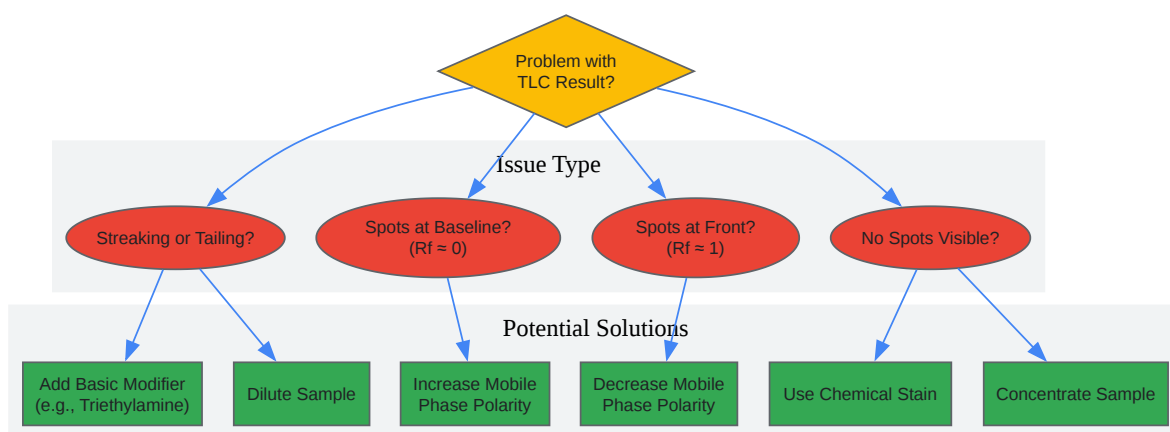 Problem with
TLC Result?
Issue Type
Streaking or Tailing?
Spots at Baseline?
(Rf ≈ 0)
Spots at Front?
(Rf ≈ 1)
No Spots Visible?
Potential Solutions
Add Basic Modifier
(e.g., Triethylamine)
Dilute Sample
Increase Mobile
Phase Polarity
Decrease Mobile
Phase Polarity
Use Chemical Stain
Concentrate Sample